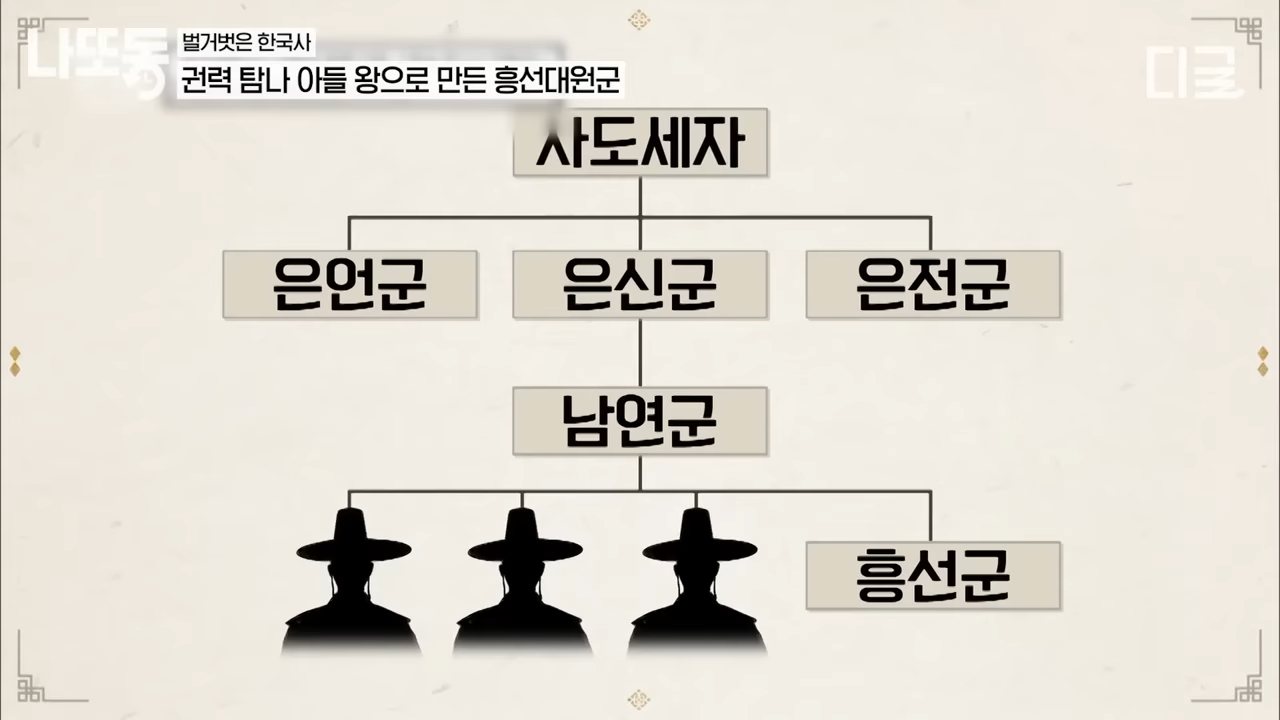 나또동
벌거벗은 한국사
권력 탐나 아들 왕으로 만든 흥선대원군
디글
사도세자
은언군 은신군 은전군
남연군
흥선군